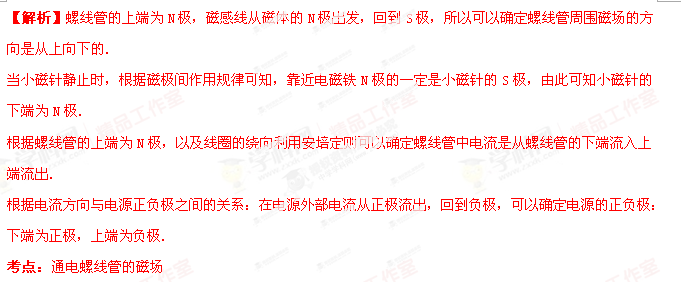 【解析】螺线管的上端为N极，磁感线从磁体的N极出发，回到S极，所以可以确定螺线管周围磁场的方
向是从上向下的．
当小磁针静止时，根据磁极间作用规律可知，靠近电磁铁N极的一定是小磁针的S极，由此可知小磁针的
下端为N极．
根据螺线管的上端为N极，以及线圈的绕向利用安培定则可以确定螺线管中电流是从螺线管的下端流入上
端流出．
根据电流方向与电源正负极之间的关系：在电源外部电流从正极流出，回到负极，可以确定电源的正负极：
下端为正极，上端为负极．
考点：通电螺线管的磁场